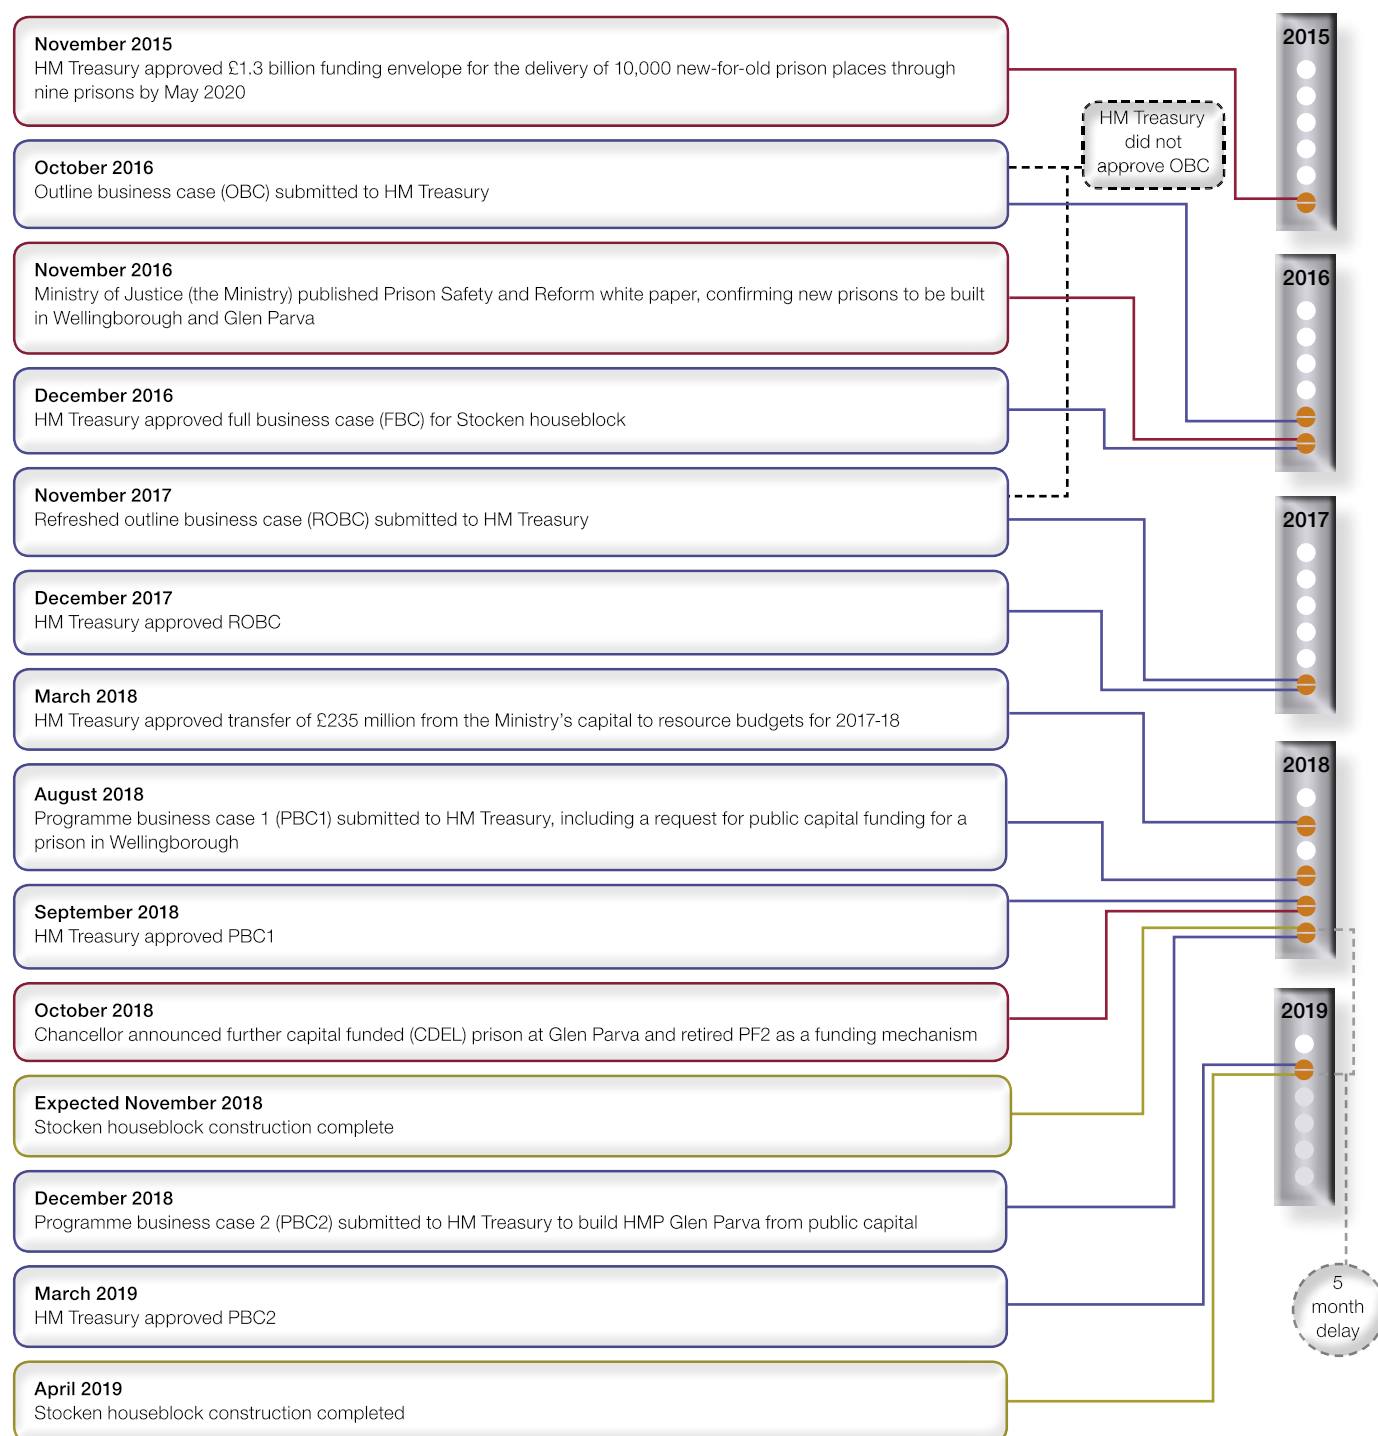 November 2015
HM Treasury approved £1.3 billion funding envelope for the delivery of 10,000 new-for-old prison places through
nine prisons by May 2020
October 2016
Outline business case (OBC) submitted to HM Treasury
November 2016
Ministry of Justice (the Ministry) published Prison Safety and Reform white paper, confirming new prisons to be built
in Wellingborough and Glen Parva
December 2016
HM Treasury approved full business case (FBC) for Stocken houseblock
November 2017
Refreshed outline business case (ROBC) submitted to HM Treasury
December 2017
HM Treasury approved ROBC
March 2018
HM Treasury approved transfer of £235 million from the Ministry’s capital to resource budgets for 2017-18
August 2018
Programme business case 1 (PBC1) submitted to HM Treasury, including a request for public capital funding for a
prison in Wellingborough
September 2018
HM Treasury approved PBC1
October 2018
Chancellor announced further capital funded (CDEL) prison at Glen Parva and retired PF2 as a funding mechanism
Expected November 2018
Stocken houseblock construction complete
December 2018
Programme business case 2 (PBC2) submitted to HM Treasury to build HMP Glen Parva from public capital
March 2019
HM Treasury approved PBC2
April 2019
Stocken houseblock construction completed
HM Treasury
did not
approve OBC
2015
2016
2017
2018
2019
5
month
delay